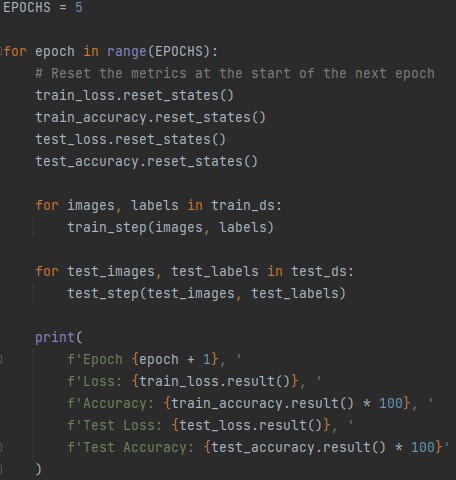 EPOCHS = 5
for epoch in range(EPOCHS):
# Reset the metrics at the start of the next epoch
train_loss.reset_states()
train_accuracy.reset_states()
test_loss.reset_states()
test_accuracy.reset_states()
for images, labels in train_ds:
train_step(images, labels)
for test_images, test_labels in test_ds:
test_step(test_images, test_labels)
print(
f'Epoch {epoch + 1}, '
f'Loss: {train_loss.result()}, '
f'Accuracy: {train_accuracy.result() * 100}, '
f'Test Loss: {test_loss.result()}, '
f'Test Accuracy: {test_accuracy.result() * 100}'
)